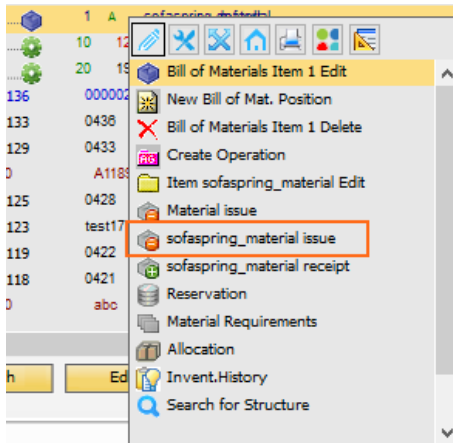 1 A
10 12
20 19
136 000002
133 0436
129 0433
A1189
125 0428
123 test17
119 0422
118 0421
abc
h Ed
Bill of Materials Item 1 Edit
New Bill of Mat. Position
Bill of Materials Item 1 Delete
AG Create Operation
Item sofaspring_material Edit
Material issue
sofaspring_material issue
sofaspring_material receipt
Reservation
Material Requirements
Allocation
Invent.History
Search for Structure